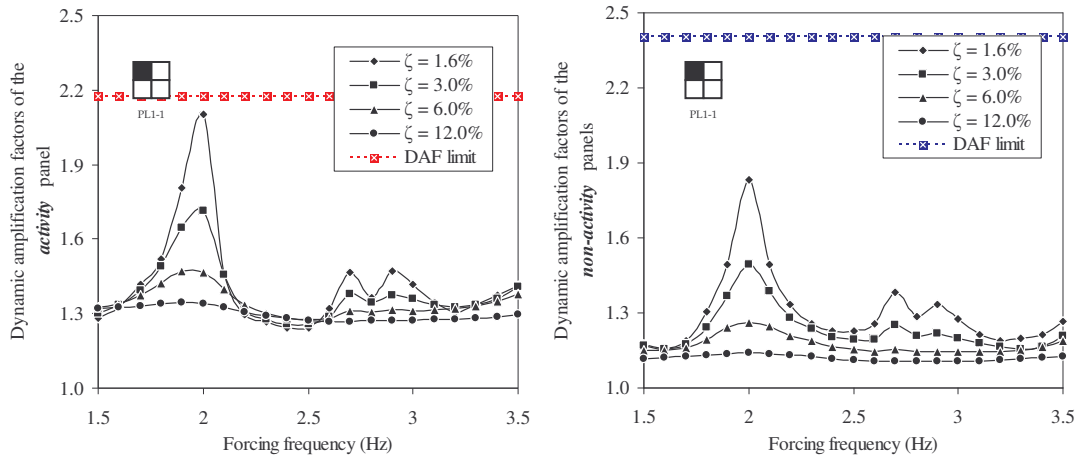 Dynamic amplification factors of the
activity panel
2.5
2.2
1.9
1.6
1.3
1.0
PL1-1
ζ = 1.6%
ζ = 3.0%
ζ = 6.0%
ζ = 12.0%
DAF limit
1.5
2
2.5
3
3.5
Forcing frequency (Hz)
Dynamic amplification factors of the
non-activity panels
2.5
2.2
1.9
1.6
1.3
1.0
PL1-1
ζ = 1.6%
ζ = 3.0%
ζ = 6.0%
ζ = 12.0%
DAF limit
1.5
2
2.5
3
3.5
Forcing frequency (Hz)